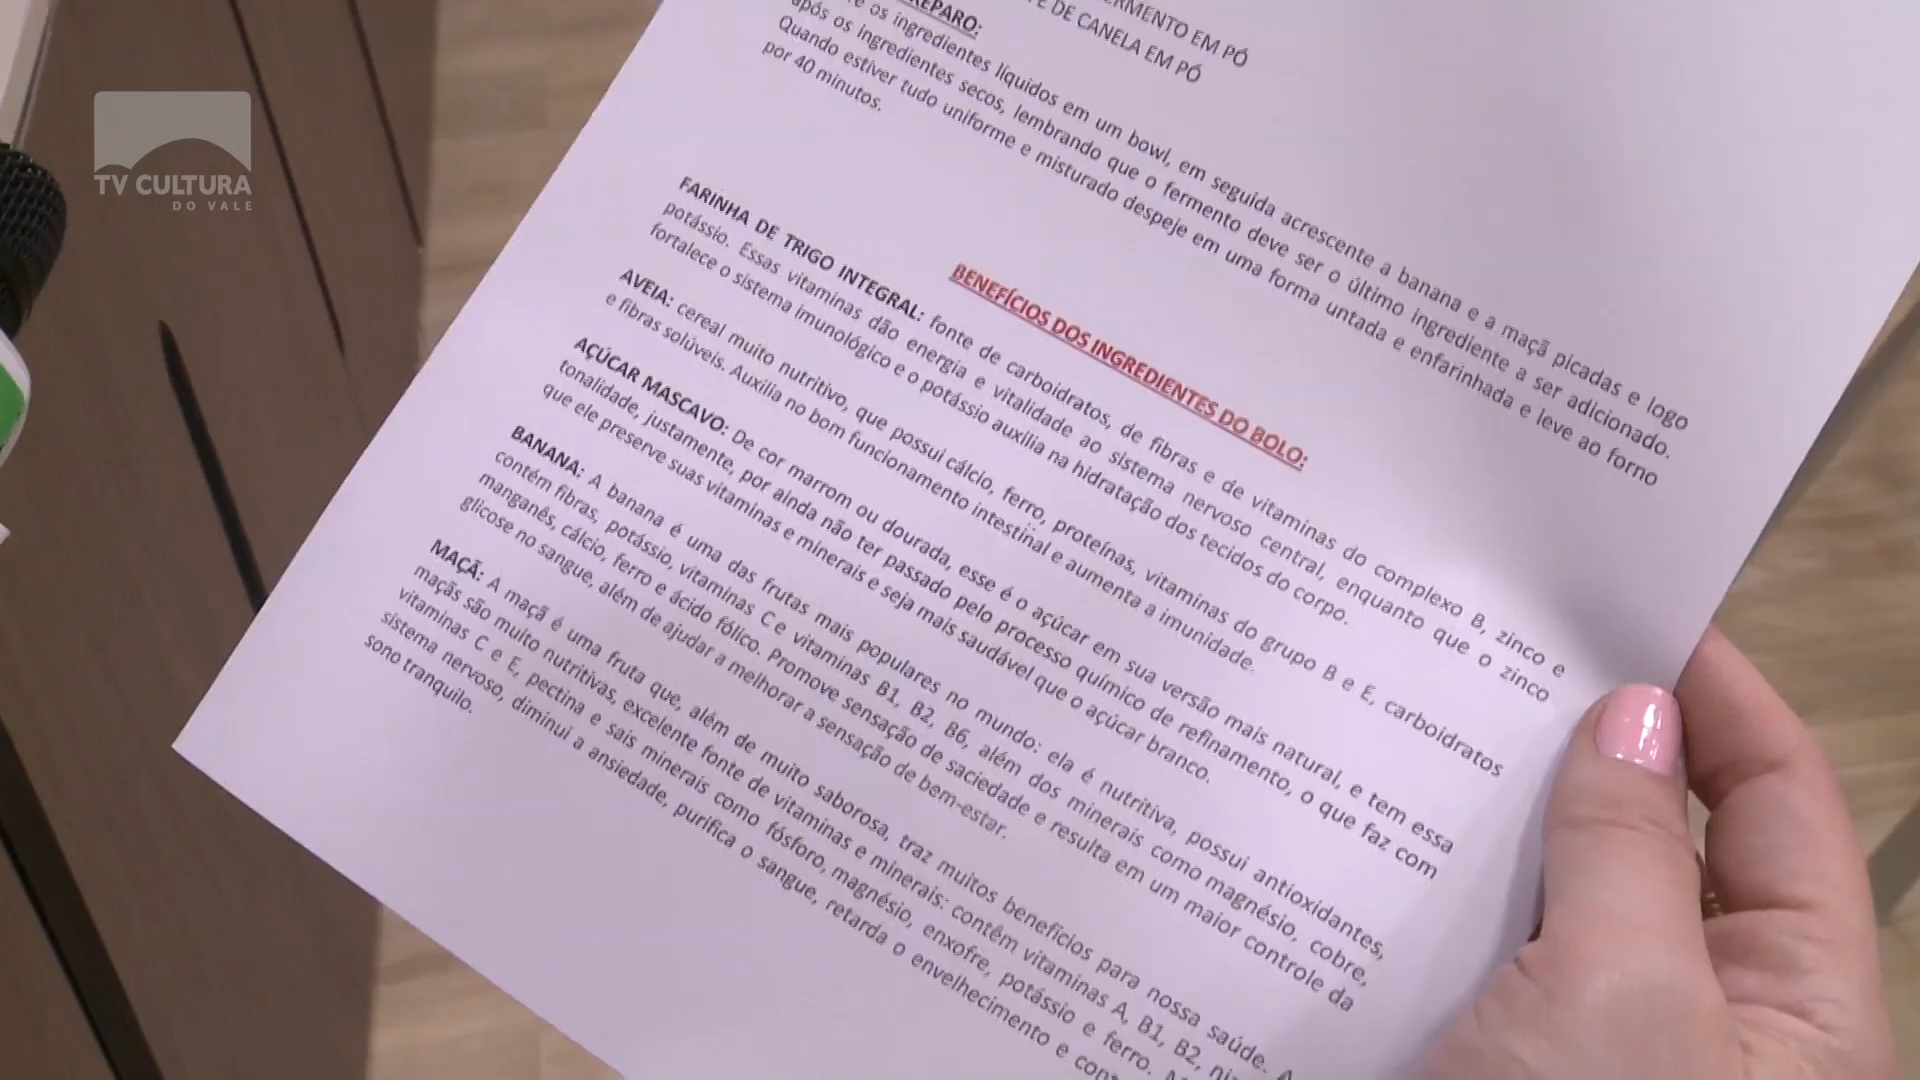 TV CULTURA
DO VALE
ERMENTO EM PÓ
DE CANELA EM PÓ
REPARO:
os ingredientes líquidos em um bowl, em seguida acrescente a banana e a maçã picadas e logo
após os ingredientes secos, lembrando que o fermento deve ser o último ingrediente a ser adicionado.
Quando estiver tudo uniforme e misturado despeje em uma forma untada e enfarinhada e leve ao forno
por 40 minutos.
BENEFÍCIOS DOS INGREDIENTES DO BOLO:
FARINHA DE TRIGO INTEGRAL: fonte de carboidratos, de fibras e de vitaminas do complexo B, zinco e
potássio. Essas vitaminas dão energia e vitalidade ao sistema nervoso central, enquanto que o zinco
fortalece o sistema imunológico e o potássio auxilia na hidratação dos tecidos do corpo.
AVEIA: cereal muito nutritivo, que possui cálcio, ferro, proteínas, vitaminas do grupo B e E, carboidratos
e fibras solúveis. Auxilia no bom funcionamento intestinal e aumenta a imunidade.
AÇÚCAR MASCAVO: De cor marrom ou dourada, esse é o açúcar em sua versão mais natural, e tem essa
tonalidade, justamente, por ainda não ter passado pelo processo químico de refinamento, o que faz com
que ele preserve suas vitaminas e minerais e seja mais saudável que o açúcar branco.
BANANA: A banana é uma das frutas mais populares no mundo: ela é nutritiva, possui antioxidantes,
contém fibras, potássio, vitaminas C e vitaminas B1, B2, B6, além dos minerais como magnésio, cobre,
manganês, cálcio, ferro e ácido fólico. Promove sensação de saciedade e resulta em um maior controle da
glicose no sangue, além de ajudar a melhorar a sensação de bem-estar.
MAÇÃ: A maçã é uma fruta que, além de muito saborosa, traz muitos benefícios para nossa saúde. A
maçãs são muito nutritivas, excelente fonte de vitaminas e minerais: contêm vitaminas A, B1, B2,
vitaminas C e E, pectina e sais minerais como fósforo, magnésio, enxofre, potássio e ferro.
sistema nervoso, diminui a ansiedade, purifica o sangue, retarda o envelhecimento e
sono tranquilo.